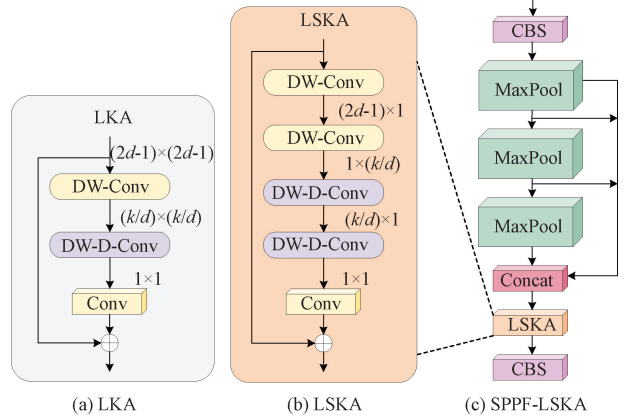 LKA
(2d-1)×(2d-1)
DW-Conv
(k/d)×(k/d)
DW-D-Conv
1×1
Conv
(a) LKA
LSKA
DW-Conv
(2d-1)×1
DW-Conv
1×(k/d)
DW-D-Conv
(k/d)×1
DW-D-Conv
1×1
Conv
(b) LSKA
CBS
MaxPool
MaxPool
MaxPool
Concat
LSKA
CBS
(c) SPPF-LSKA